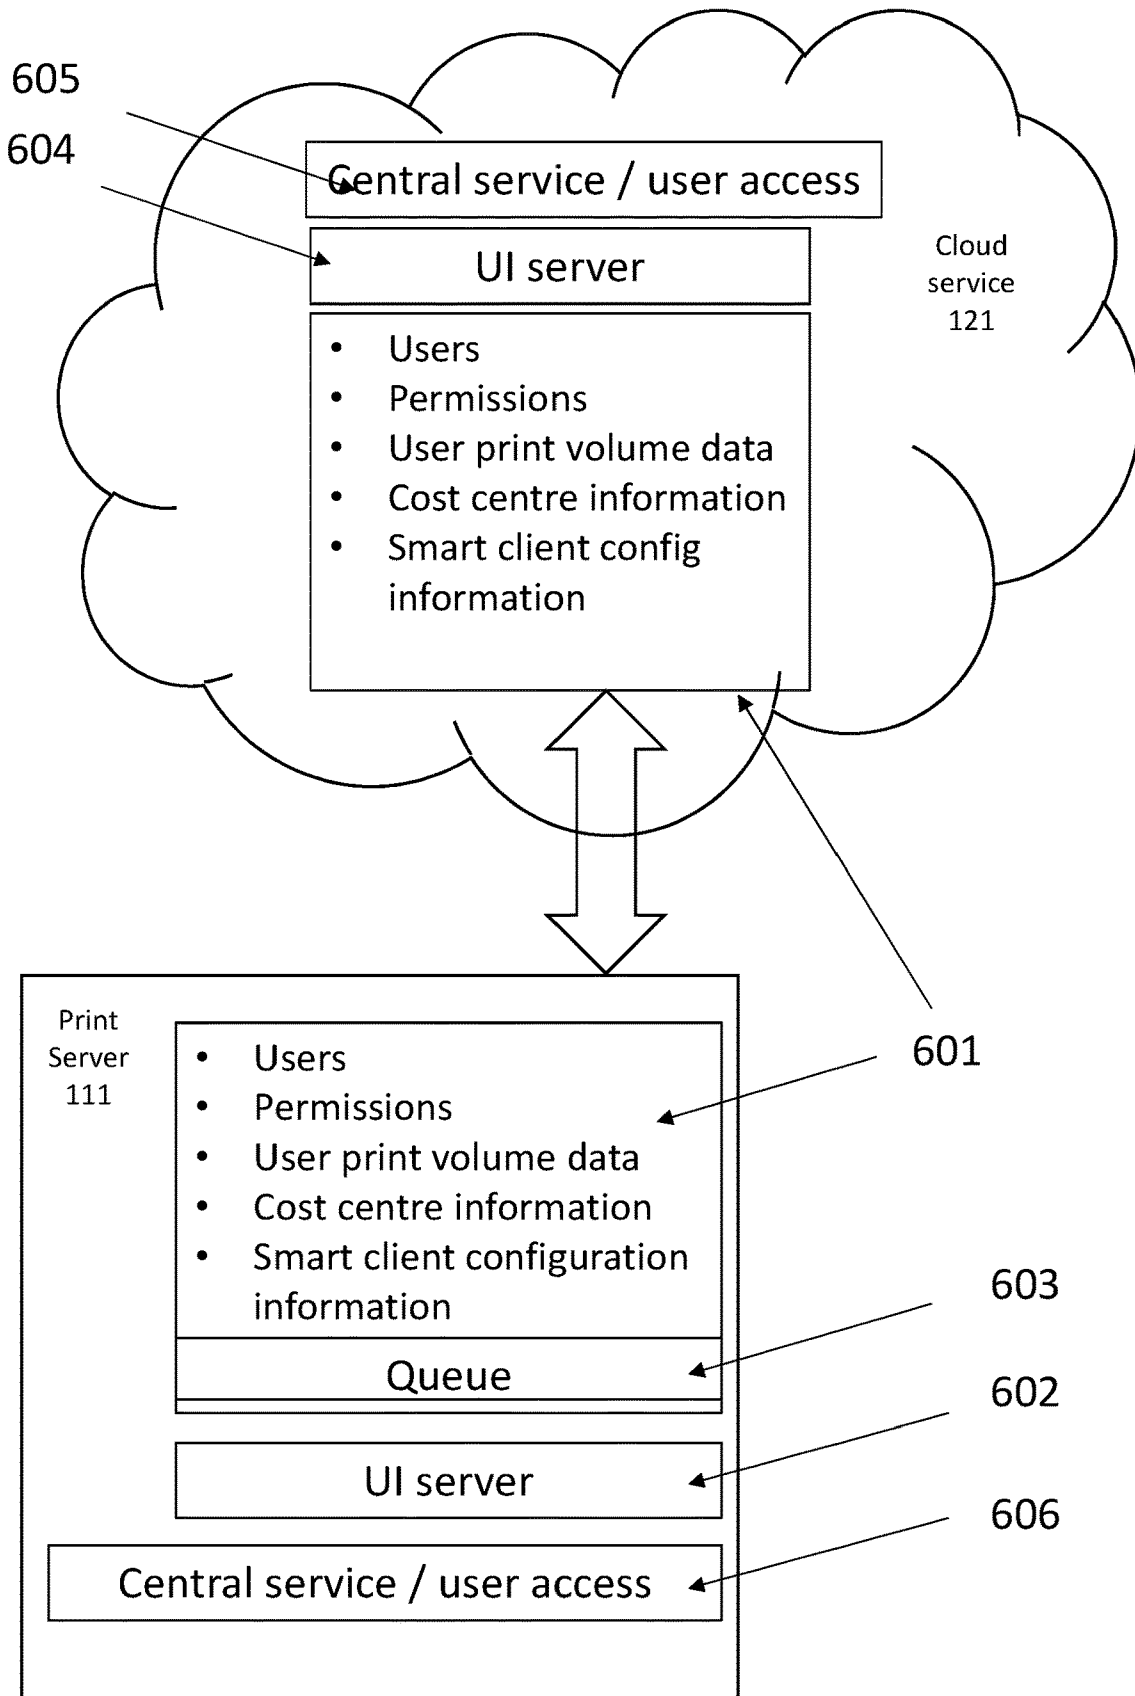 605
604
Central service / user access
UI server
Cloud
service
121
• Users
• Permissions
• User print volume data
• Cost centre information
• Smart client config
information
Print
Server
111
• Users
• Permissions
• User print volume data
• Cost centre information
• Smart client configuration
information
601
Queue
603
UI server
602
Central service / user access
606